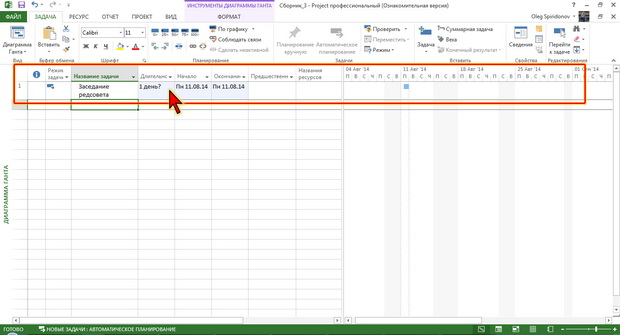 ИНСТРУМЕНТЫ ДИАГРАММЫ ГАНТА
Сборник_3 - Project профессиональный (Ознакомительная версия)
ФАЙЛ ЗАДАЧА РЕСУРС ОТЧЕТ ПРОЕКТ ВИД ФОРМАТ
Oleg Spiridonov
Диаграмма Ганта
Вставить
Calibri 11
По графику
Соблюдать связи
Сделать неактивной
Планирование вручную
Автоматическое планирование
Проверить
Переместить
Задача
Суммарная задача
Веха
Конечный результат
Сведения
Перейти к задаче
Вид Буфер обмена Шрифт Планирование Задачи Вставить Свойства Редактирование
Режим задачи
Название задачи
Длительнос
Начало
Окончани
Предшественн
Названия ресурсов
04 Авг '14 11 Авг '14 18 Авг '14 25 Авг '14
П В С Ч П С В П В С Ч П С В П В С Ч П С В П В С Ч П С В П В С Ч
1 Заседание редсовета 1 день? Пн 11.08.14 Пн 11.08.14
ДИАГРАММА ГАНТА
ГОТОВО НОВЫЕ ЗАДАЧИ : АВТОМАТИЧЕСКОЕ ПЛАНИРОВАНИЕ